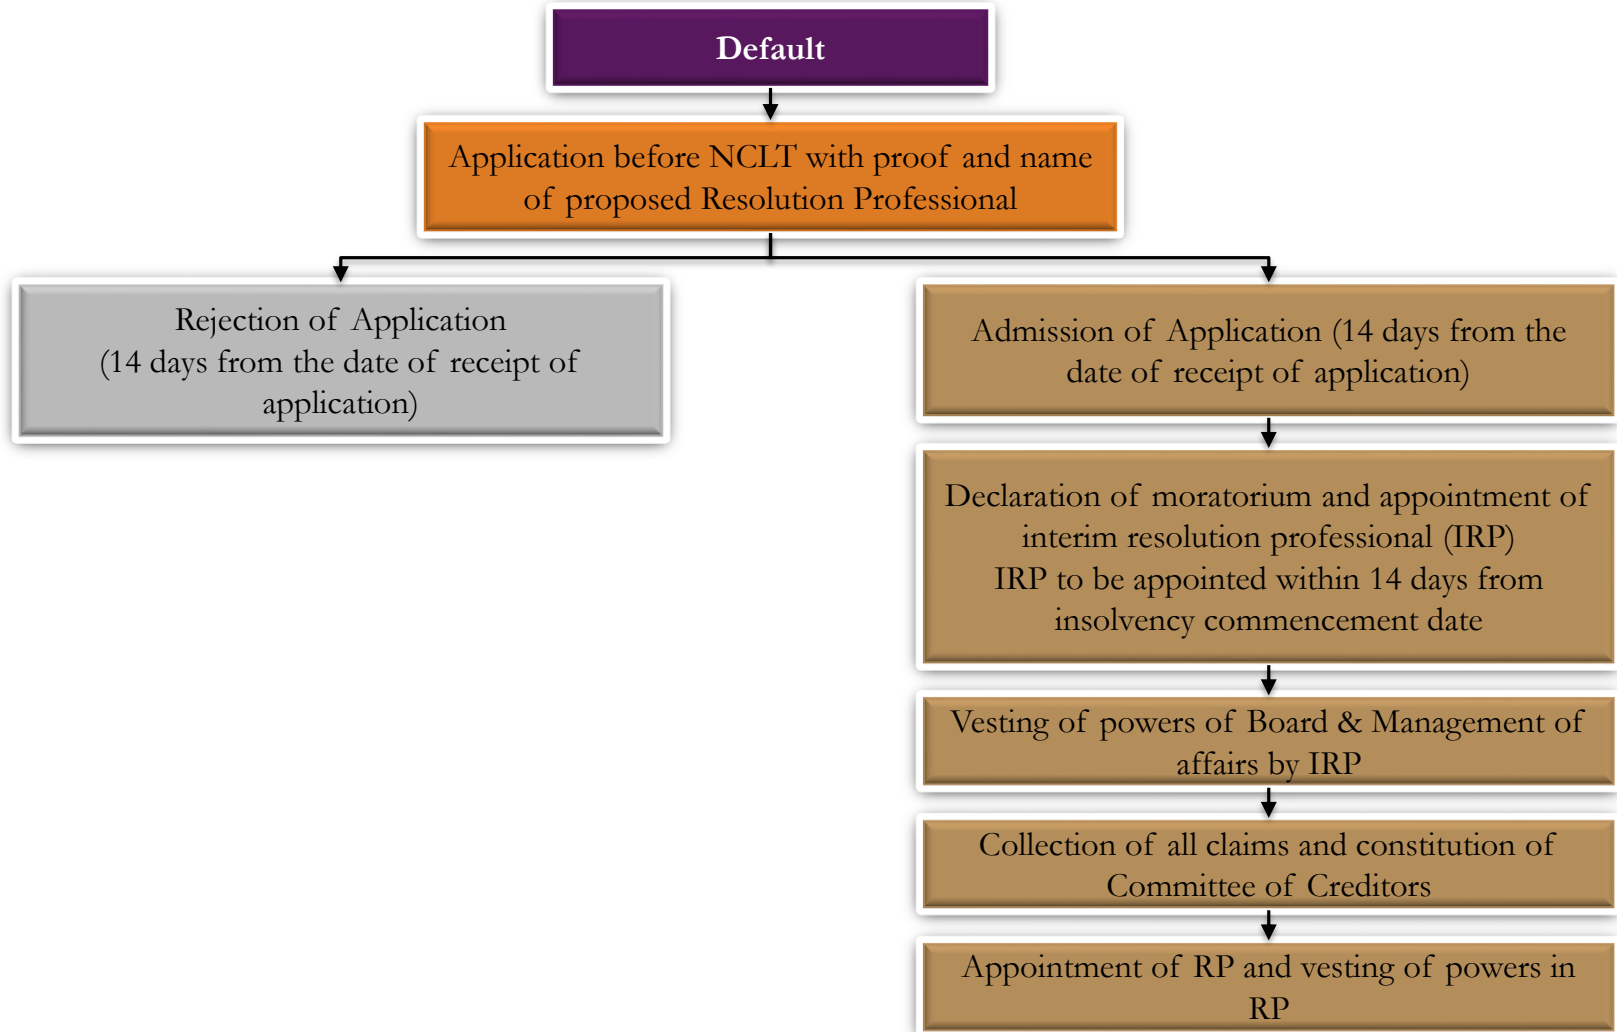 Default
Application before NCLT with proof and name
of proposed Resolution Professional
Rejection of Application
(14 days from the date of receipt of
application)
Admission of Application (14 days from the
date of receipt of application)
Declaration of moratorium and appointment of
interim resolution professional (IRP)
IRP to be appointed within 14 days from
insolvency commencement date
Vesting of powers of Board & Management of
affairs by IRP
Collection of all claims and constitution of
Committee of Creditors
Appointment of RP and vesting of powers in
RP